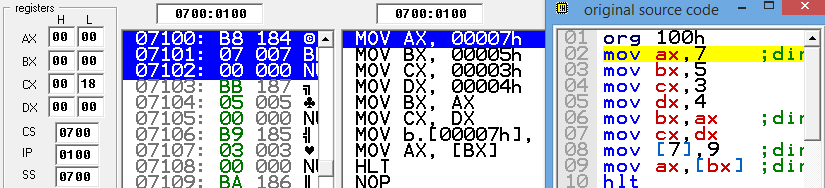 registers
H L
AX 00 00
BX 00 00
CX 00 18
DX 00 00
CS 0700
IP 0100
SS 0700
0700:0100
07100: B8 184
07101: 07 007
07102: 00 000
07103: BB 187 ╗
07104: 05 005 ♣
07105: 00 000
07106: B9 185 ╣
07107: 03 003 ♥
07108: 00 000
07109: BA 186 ║
0700:0100
MOV AX, 00007h
MOV BX, 00005h
MOV CX, 00003h
MOV DX, 00004h
MOV BX, AX
MOV CX, DX
MOV b.[00007h],
MOV AX, [BX]
HLT
NOP
original source code
01 org 100h
02 mov ax,7 ;dir
03 mov bx,5
04 mov cx,3
05 mov dx,4
06 mov bx,ax ;dir
07 mov cx,dx
08 mov [7],9 ;dir
09 mov ax,[bx] ;dir
10 hlt